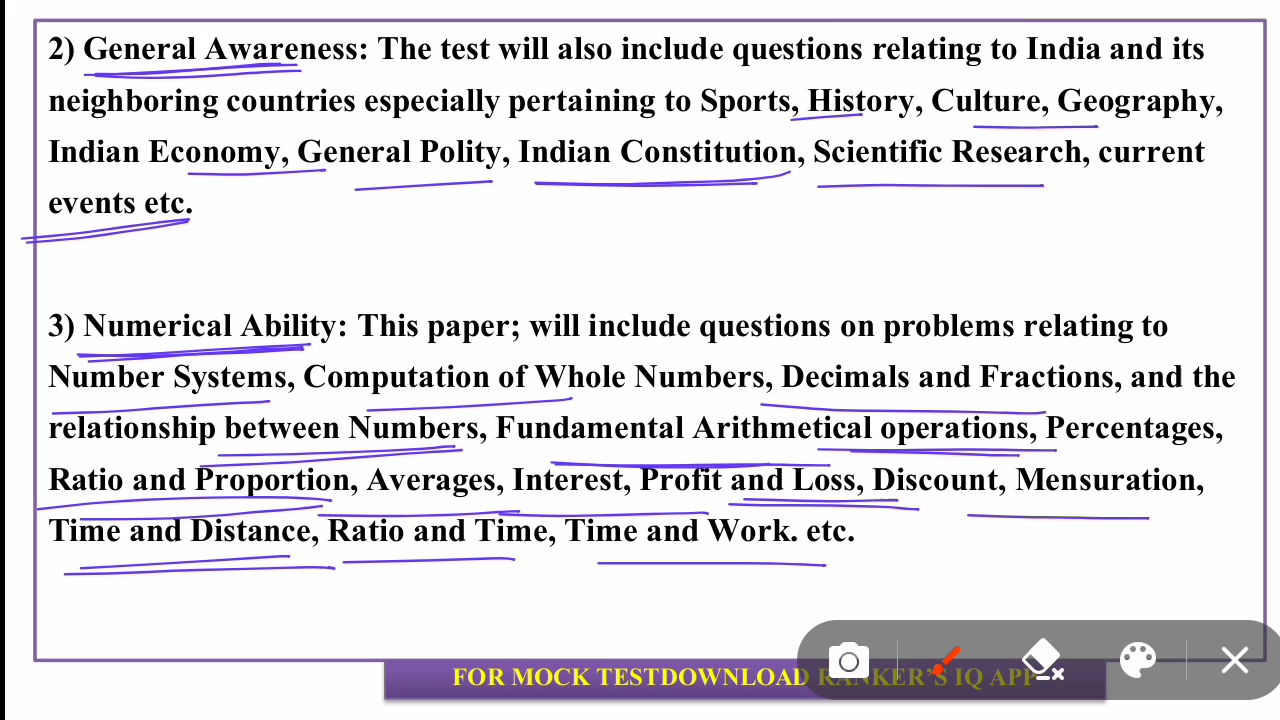 2) General Awareness: The test will also include questions relating to India and its
neighboring countries especially pertaining to Sports, History, Culture, Geography,
Indian Economy, General Polity, Indian Constitution, Scientific Research, current
events etc.
3) Numerical Ability: This paper; will include questions on problems relating to
Number Systems, Computation of Whole Numbers, Decimals and Fractions, and the
relationship between Numbers, Fundamental Arithmetical operations, Percentages,
Ratio and Proportion, Averages, Interest, Profit and Loss, Discount, Mensuration,
Time and Distance, Ratio and Time, Time and Work. etc.
FOR MOCK TESTDOWNLOAD RANKER'S IQ APP